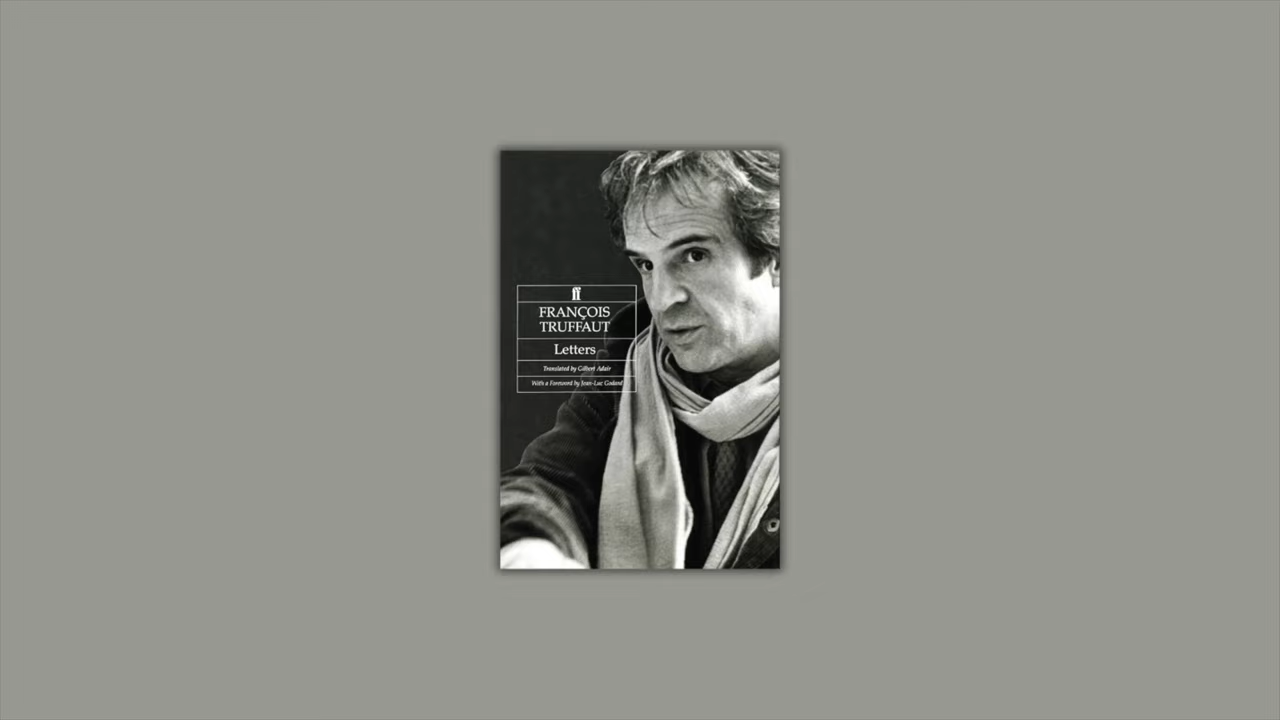 ff
FRANÇOIS
TRUFFAUT
Letters
Translated by Gilbert Adair
With a Foreword by Jean-Luc Godard